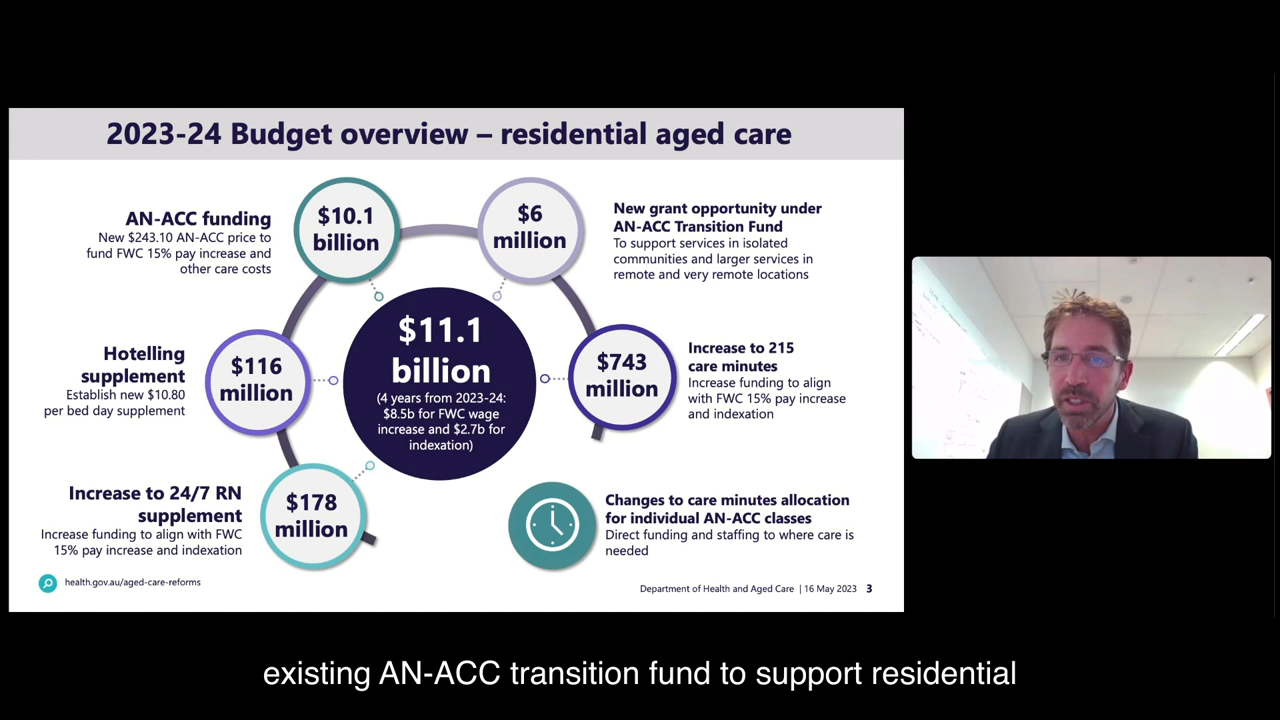 2023-24 Budget overview – residential aged care
AN-ACC funding
New $243.10 AN-ACC price to
fund FWC 15% pay increase and
other care costs
$10.1
billion
$6
million
New grant opportunity under
AN-ACC Transition Fund
To support services in isolated
communities and larger services in
remote and very remote locations
Hotelling
supplement
Establish new $10.80
per bed day supplement
$116
million
$11.1
billion
(4 years from 2023-24:
$8.5b for FWC wage
increase and $2.7b for
indexation)
$743
million
Increase to 215
care minutes
Increase funding to align
with FWC 15% pay increase
and indexation
Increase to 24/7 RN
supplement
Increase funding to align with FWC
15% pay increase and indexation
$178
million
Changes to care minutes allocation
for individual AN-ACC classes
Direct funding and staffing to where care is
needed
health.gov.au/aged-care-reforms
Department of Health and Aged Care | 16 May 2023 3
existing AN-ACC transition fund to support residential